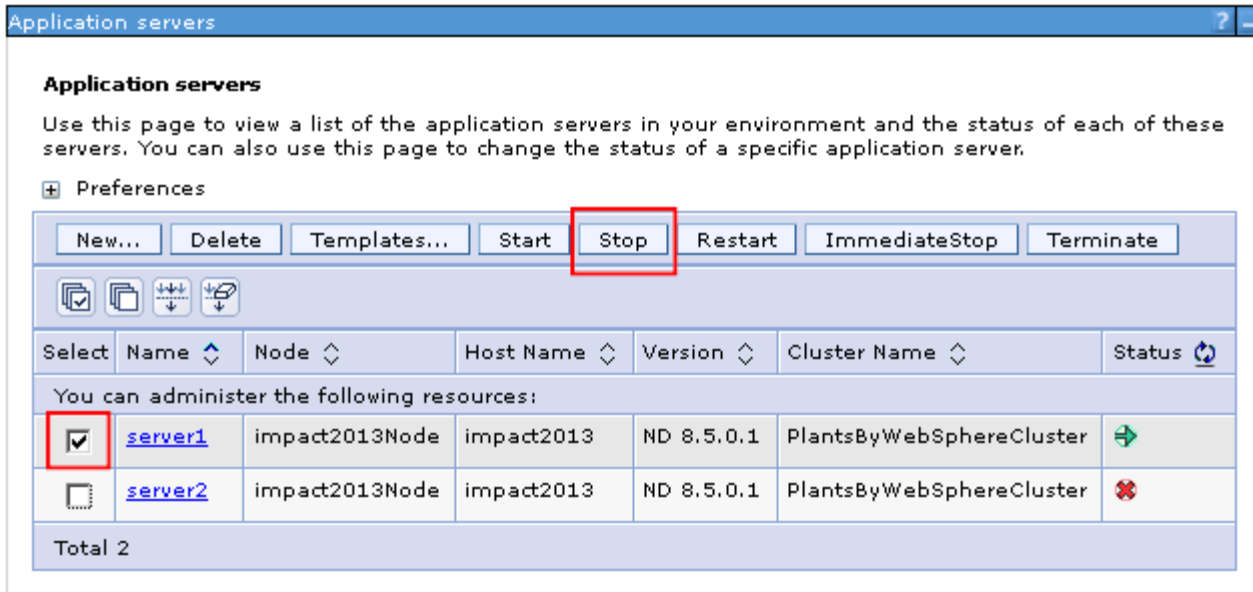 Application servers ?
Application servers
Use this page to view a list of the application servers in your environment and the status of each of these
servers. You can also use this page to change the status of a specific application server.
Preferences
New... Delete Templates... Start Stop Restart ImmediateStop Terminate
Select Name Node Host Name Version Cluster Name Status
You can administer the following resources:
server1 impact2013Node impact2013 ND 8.5.0.1 PlantsByWebSphereCluster
server2 impact2013Node impact2013 ND 8.5.0.1 PlantsByWebSphereCluster
Total 2